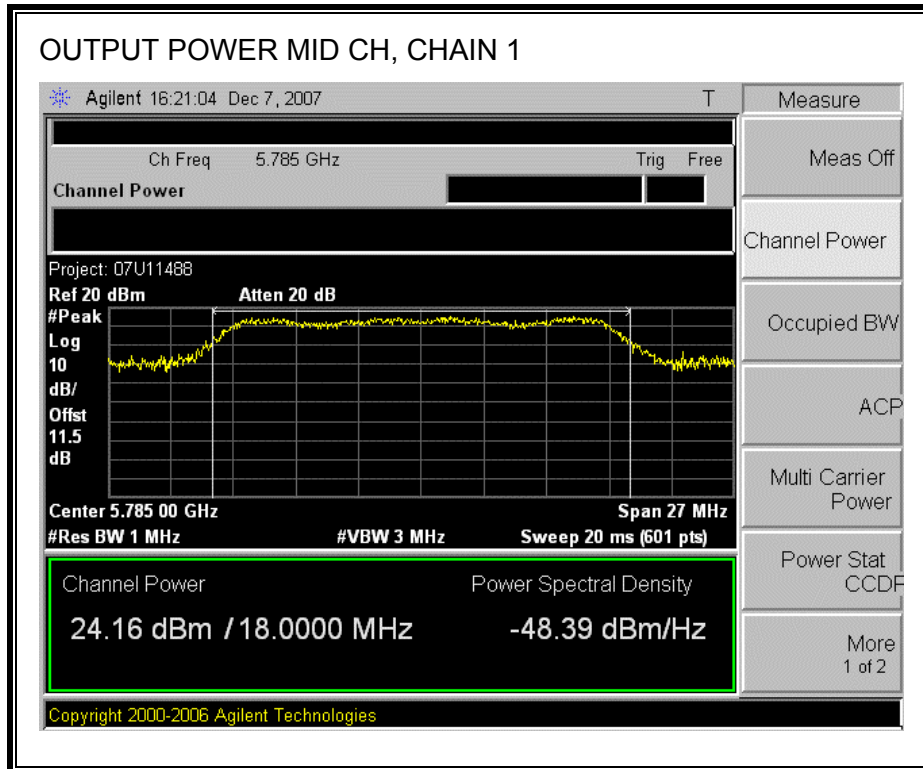 OUTPUT POWER MID CH, CHAIN 1
Agilent 16:21:04 Dec 7, 2007 T
Measure
Ch Freq 5.785 GHz Trig Free
Channel Power
Meas Off
Channel Power
Project: 07U11488
Ref 20 dBm Atten 20 dB
#Peak
Log
10
dB/
Offst
11.5
dB
Occupied BW
ACP
Multi Carrier
Power
Center 5.785 00 GHz Span 27 MHz
#Res BW 1 MHz #VBW 3 MHz Sweep 20 ms (601 pts)
Power Stat
CCDF
Channel Power Power Spectral Density
24.16 dBm / 18.0000 MHz -48.39 dBm/Hz
More
1 of 2
Copyright 2000-2006 Agilent Technologies